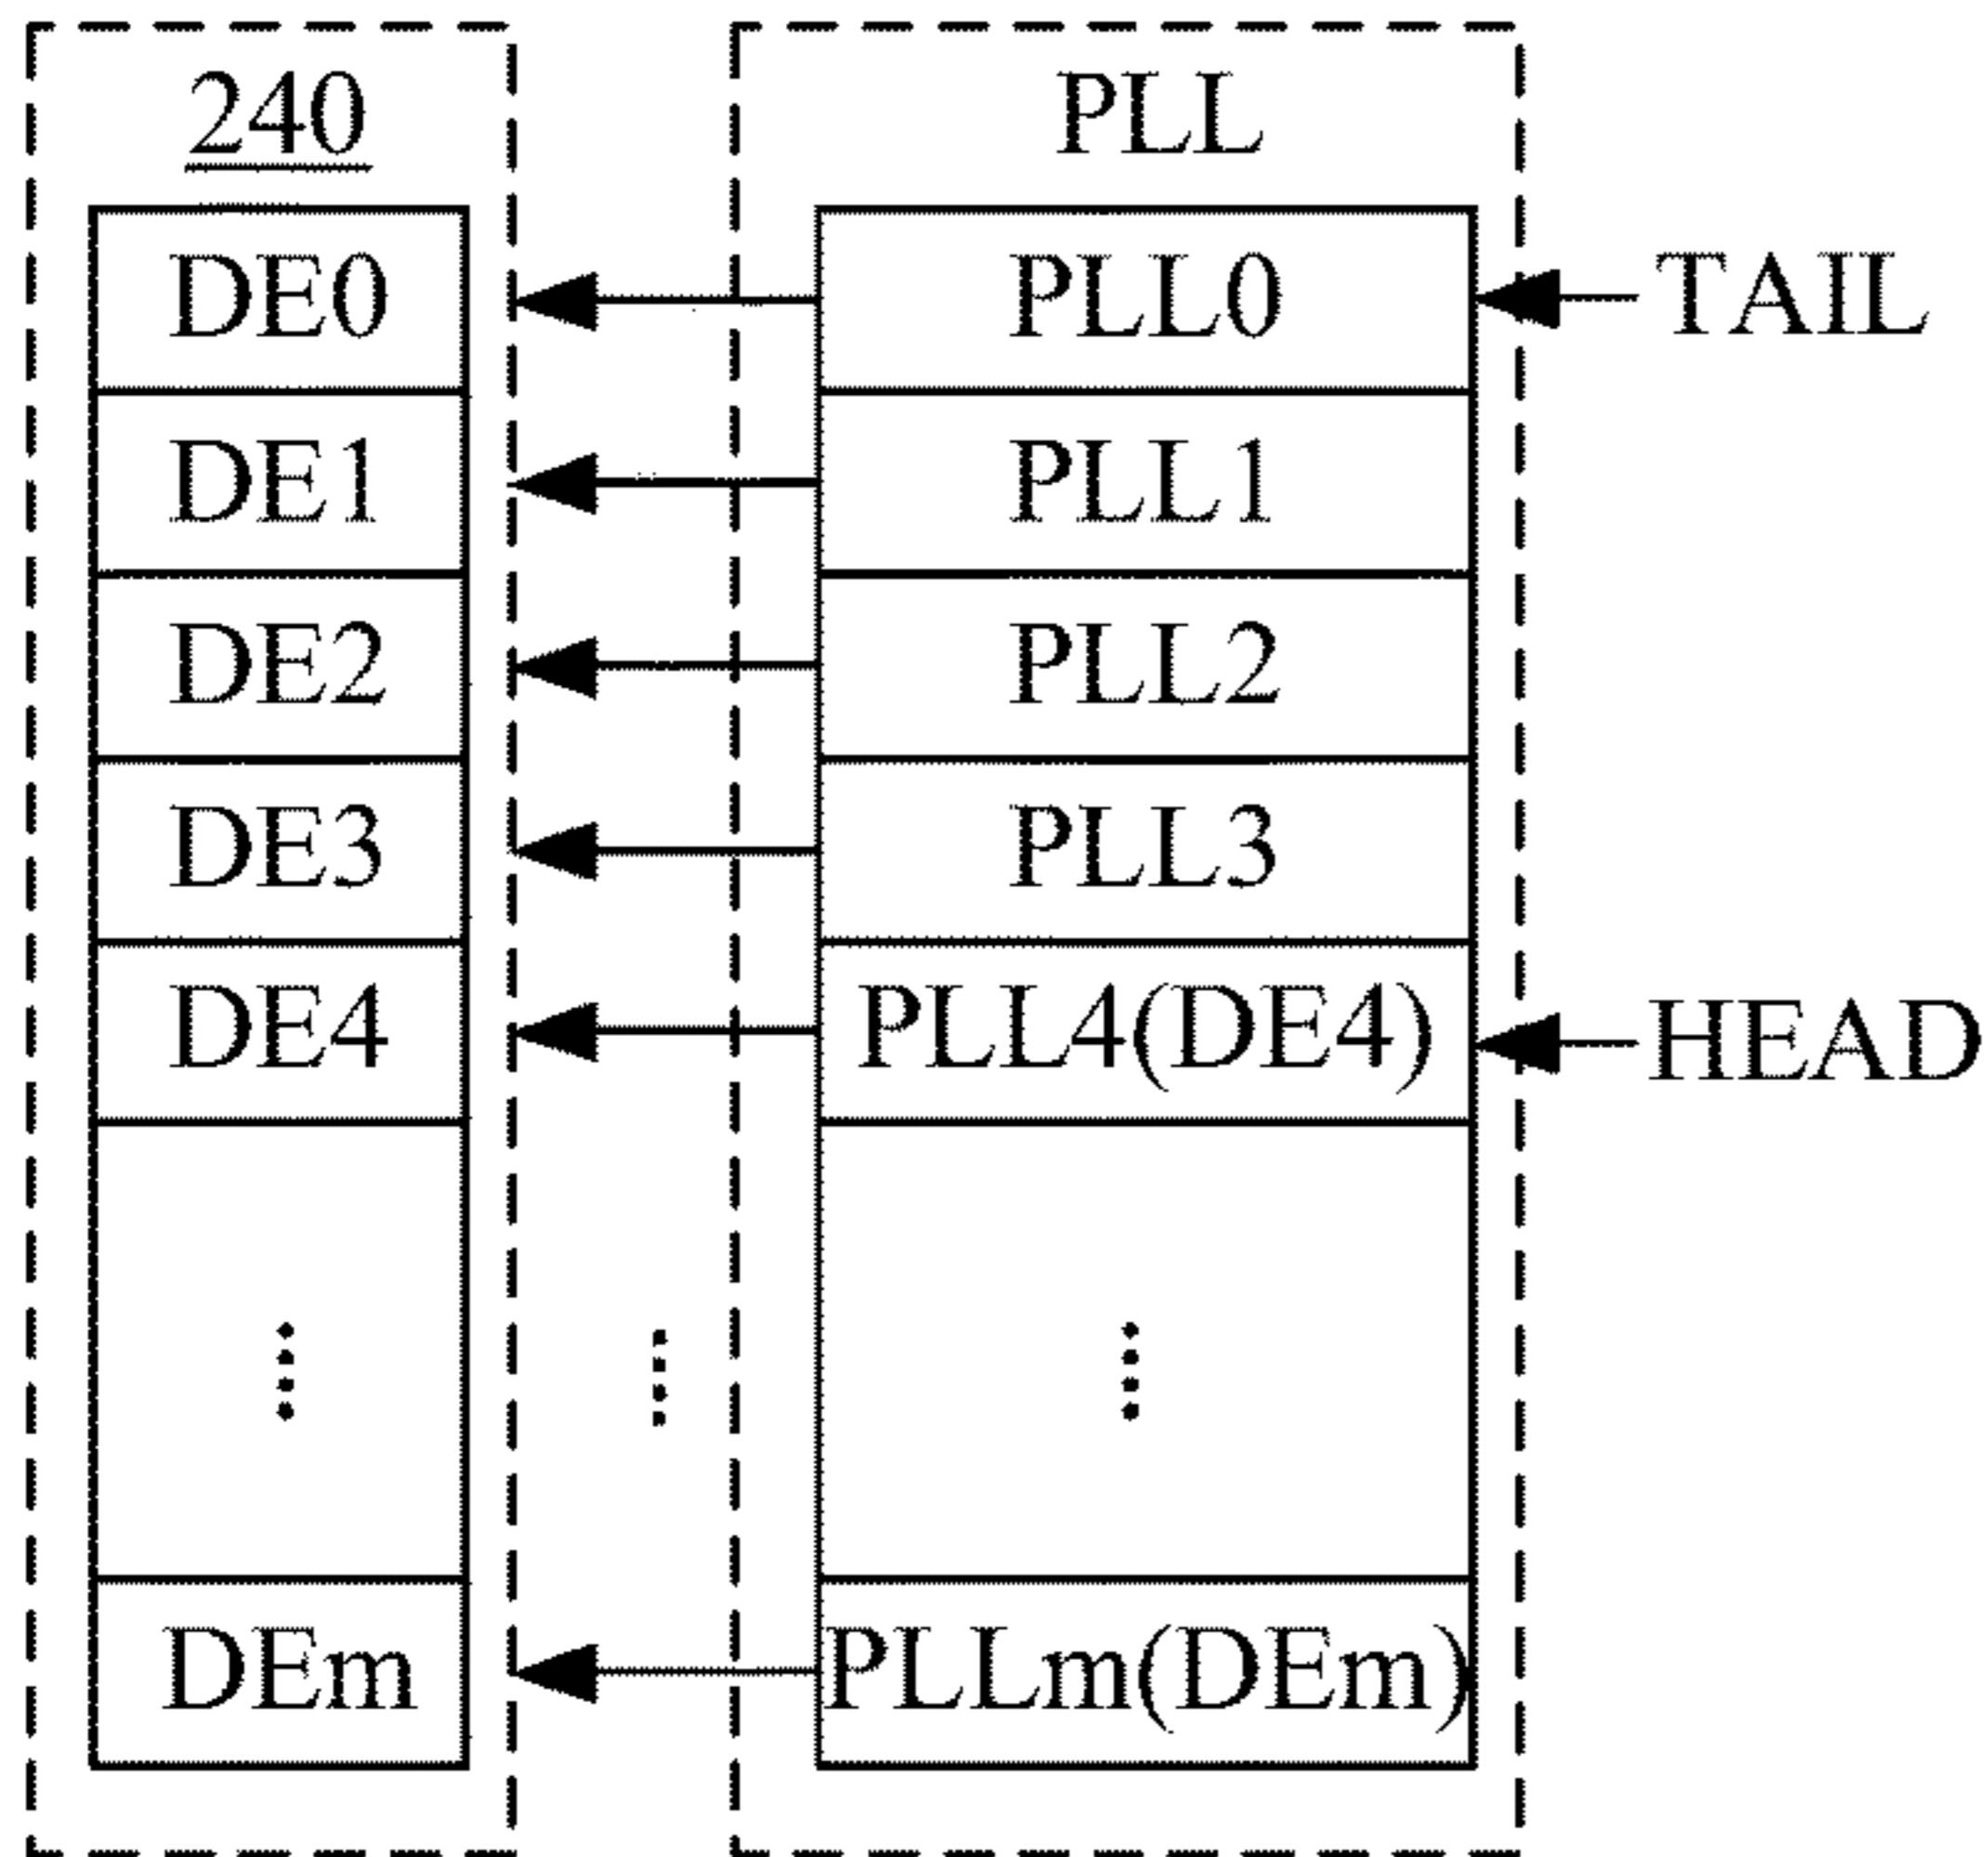 240 PLL
DE0 PLL0 TAIL
DE1 PLL1
DE2 PLL2
DE3 PLL3
DE4 PLL4(DE4) HEAD
DEm PLLm(DEm)